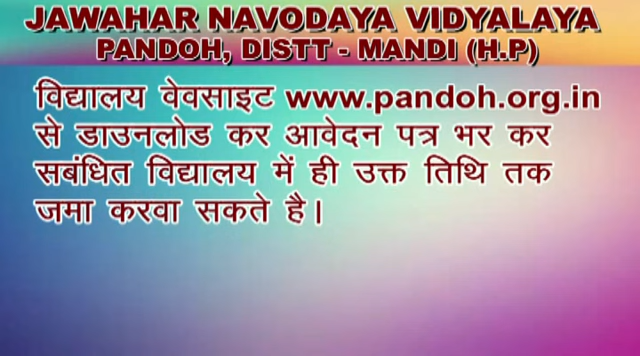 JAWAHAR NAVODAYA VIDYALAYA
PANDOH, DISTT - MANDI (H.P)
विद्यालय वेवसाइट www.pandoh.org.in
से डाउनलोड कर आवेदन पत्र भर कर
सबंधित विद्यालय में ही उक्त तिथि तक
जमा करवा सकते है।